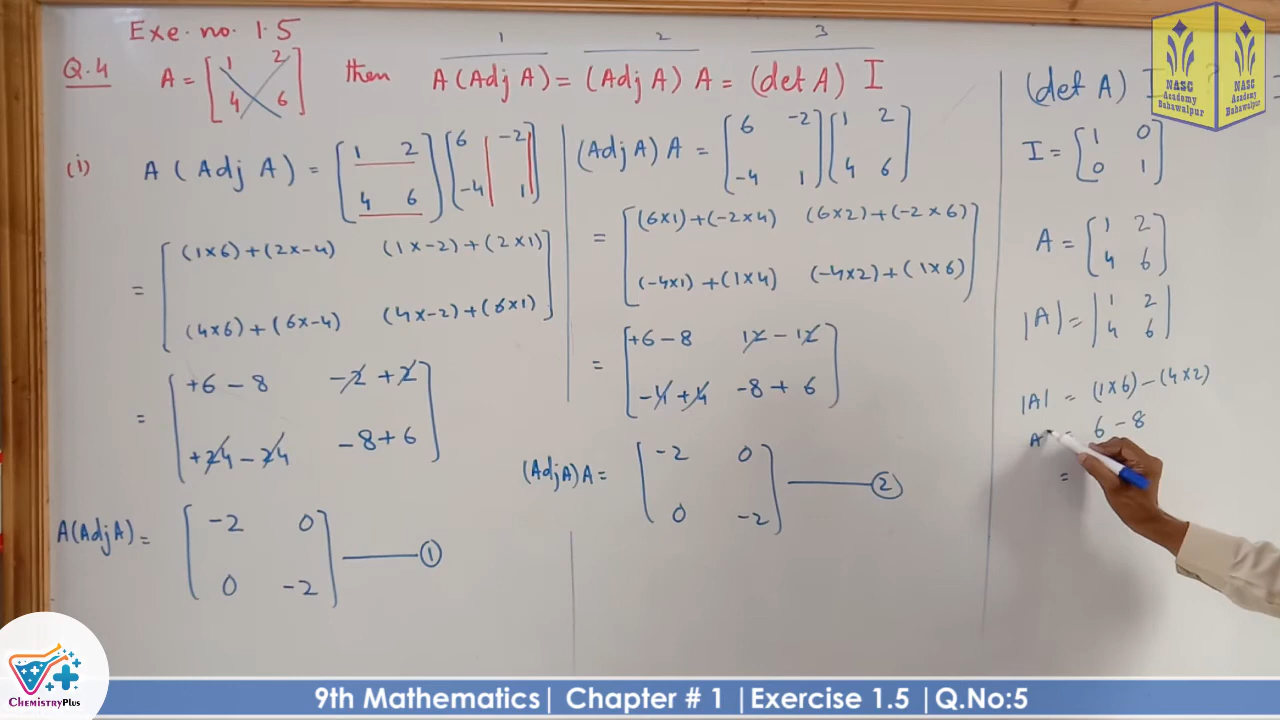 Exe. no. 1.5
Q.4 A = [1 2 4 6] then A (Adj A) = (Adj A) A = (det A) I
1 2 3
(i) A (Adj A) = [1 2 4 6] [6 -2 -4 1]
= [(1×6)+(2×-4) (1×-2)+(2×1)
(4×6)+(6×-4) (4×-2)+(6×1)]
= [+6-8 -2+2
+24-24 -8+6]
A(AdjA) = [-2 0
0 -2] —— ①
(AdjA) A = [6 -2 -4 1] [1 2 4 6]
= [(6×1)+(-2×4) (6×2)+(-2×6)
(-4×1)+(1×4) (-4×2)+(1×6)]
= [+6-8 12-12
-4+4 -8+6]
(AdjA)A = [-2 0
0 -2] —— ②
(det A) I ?
I = [1 0
0 1]
A = [1 2
4 6]
|A| = |1 2
4 6|
|A| = (1×6)-(4×2)
A = 6-8
=
NASC
Academy
Bahawalpur
NASC
Academy
Bahawalpur
ChemistryPlus
9th Mathematics| Chapter # 1 |Exercise 1.5 |Q.No:5